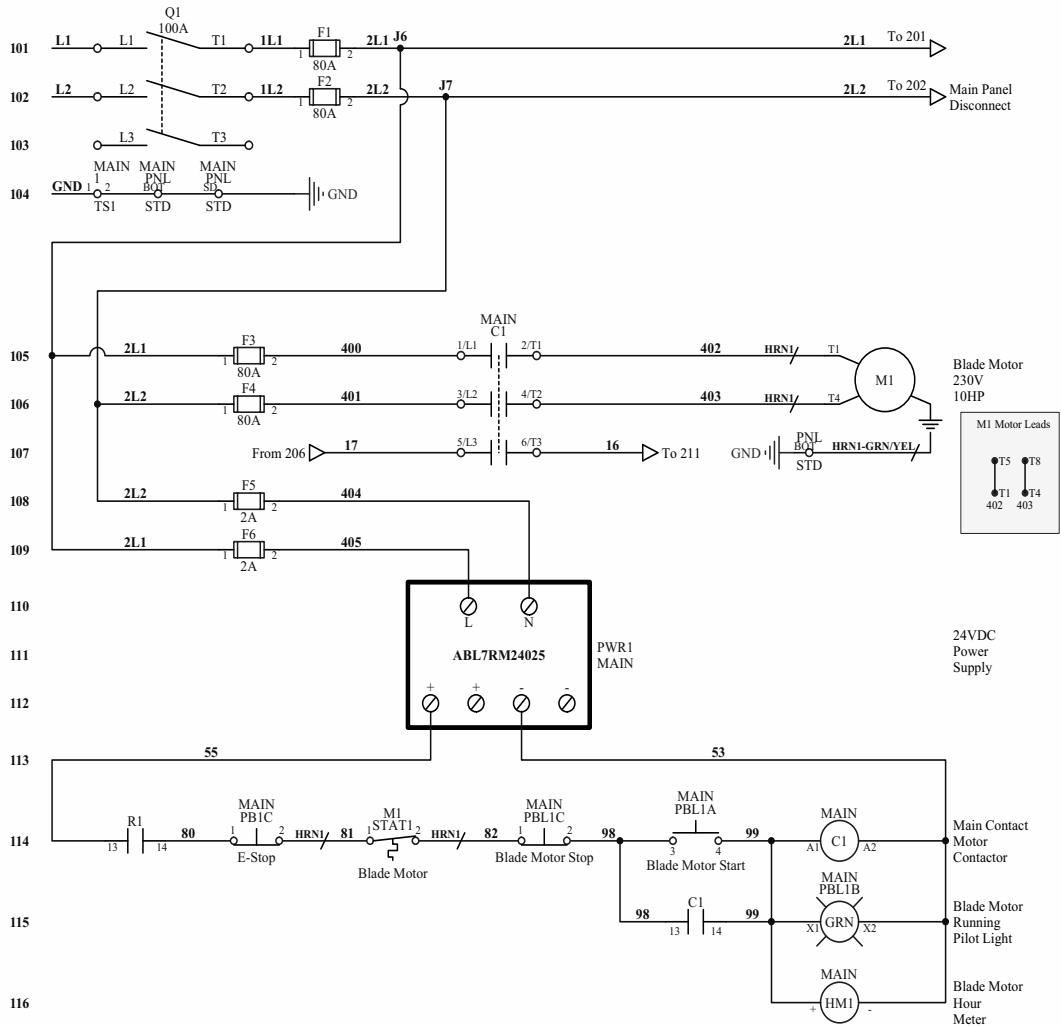 Q1
100A
101 L1 L1 T1 1L1 F1 1 2 80A 2L1 J6 2L1 To 201
102 L2 L2 T2 1L2 F2 1 2 80A 2L2 J7 2L2 To 202 Main Panel
Disconnect
103 L3 T3
MAIN MAIN MAIN
1 PNL PNL
104 GND 1 2 BOT SD GND
TS1 STD STD
MAIN
C1
105 2L1 F3 1 2 80A 400 1/L1 2/T1 402 HRN1 T1
M1
Blade Motor
230V
10HP
106 2L2 F4 1 2 80A 401 3/L2 4/T2 403 HRN1 T4
107 From 206 17 5/L3 6/T3 16 To 211 GND PNL BOT STD HRN1-GRN/YEL
M1 Motor Leads
T5 T8
T1 T4
402 403
108 2L2 F5 1 2 2A 404
109 2L1 F6 1 2 2A 405
110 L N
111 ABL7RM24025 PWR1
MAIN
24VDC
Power
Supply
112 + + - -
113 55 53
114 R1 13 14 80 MAIN PB1C 1 2 E-Stop HRN1 81 M1 STAT1 1 2 Blade Motor HRN1 82 MAIN PBL1C 1 2 Blade Motor Stop 98 MAIN PBL1A 3 4 Blade Motor Start 99 MAIN A1 C1 A2 Main Contact
Motor
Contactor
115 98 C1 13 14 99 MAIN PBL1B X1 GRN X2 Blade Motor
Running
Pilot Light
116 MAIN + HM1 - Blade Motor
Hour
Meter